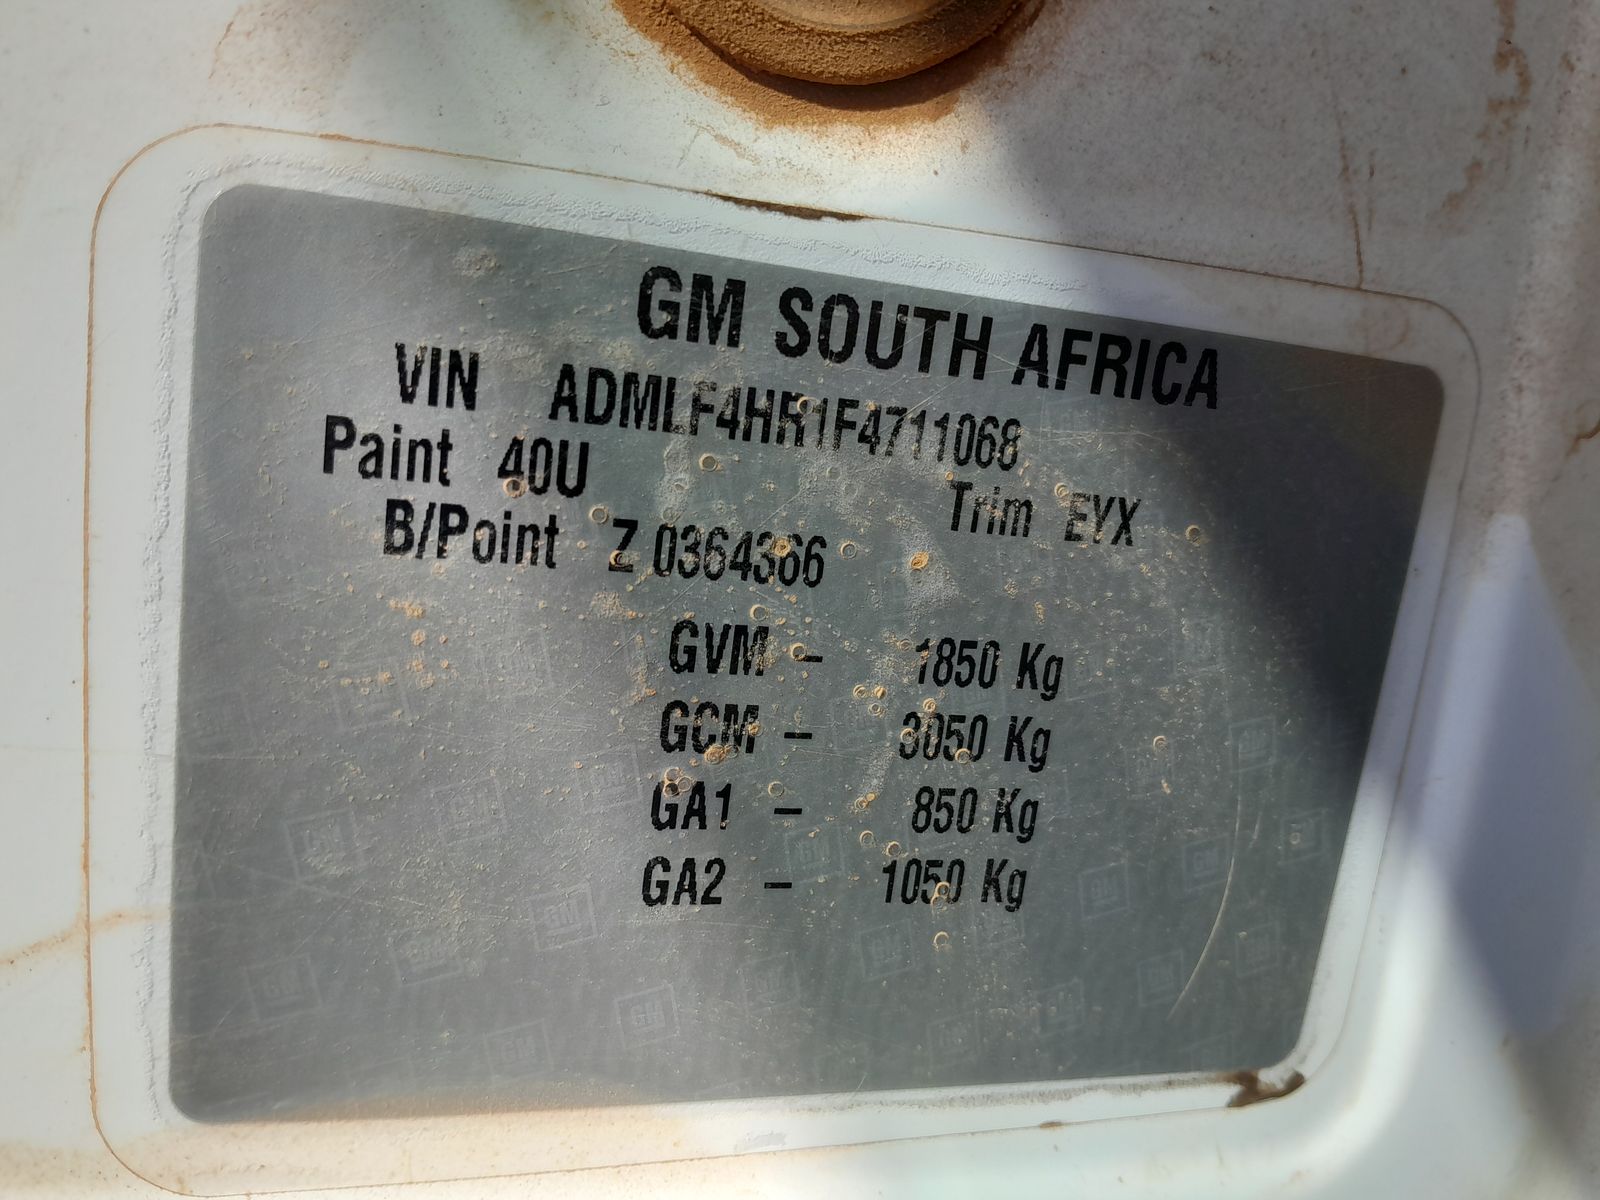 GM SOUTH AFRICA
VIN ADMLF4HR1F4711068
Paint 40U Trim EYX
B/Point Z 0364366
GVM – 1850 Kg
GCM – 3050 Kg
GA1 – 850 Kg
GA2 – 1050 Kg